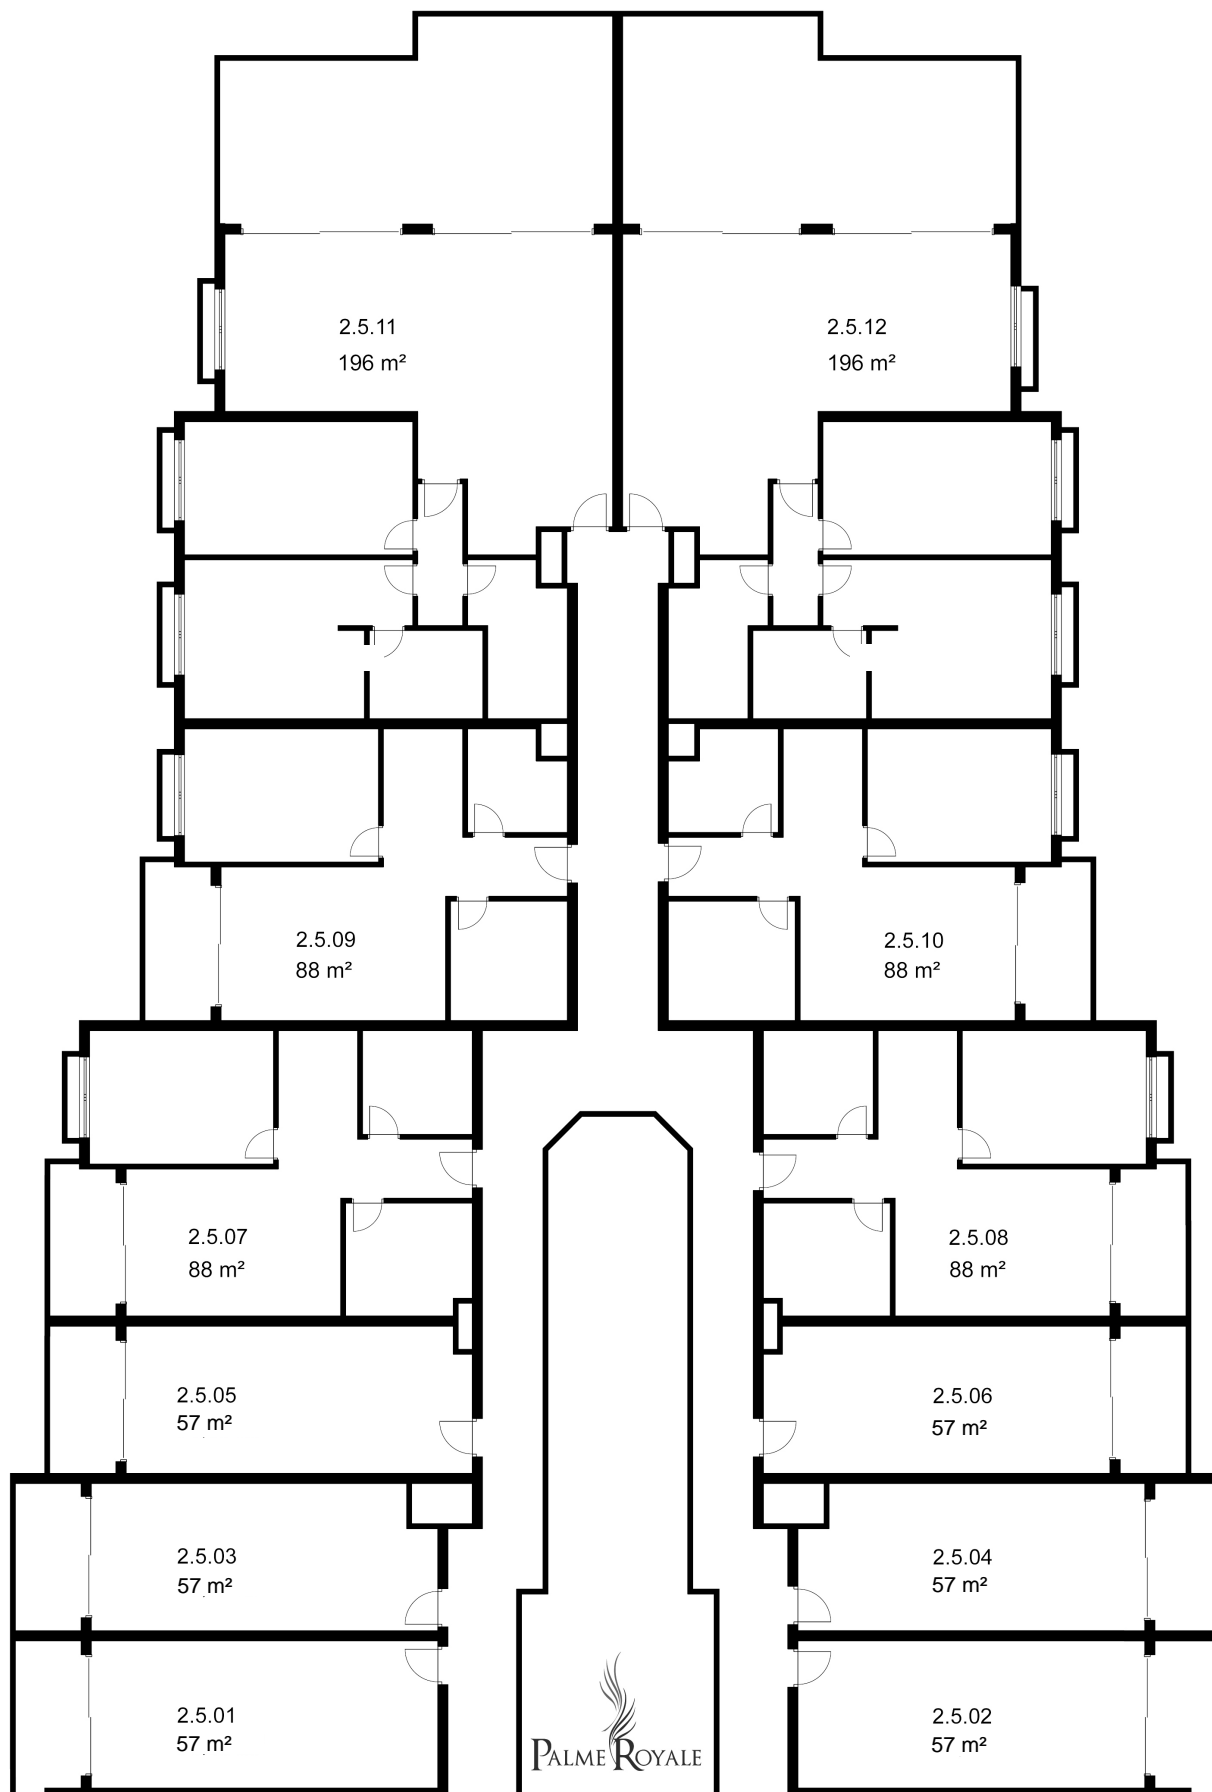 2.5.11
196 m²
2.5.12
196 m²
2.5.09
88 m²
2.5.10
88 m²
2.5.07
88 m²
2.5.08
88 m²
2.5.05
57 m²
2.5.06
57 m²
2.5.03
57 m²
2.5.04
57 m²
2.5.01
57 m²
2.5.02
57 m²
PALME ROYALE